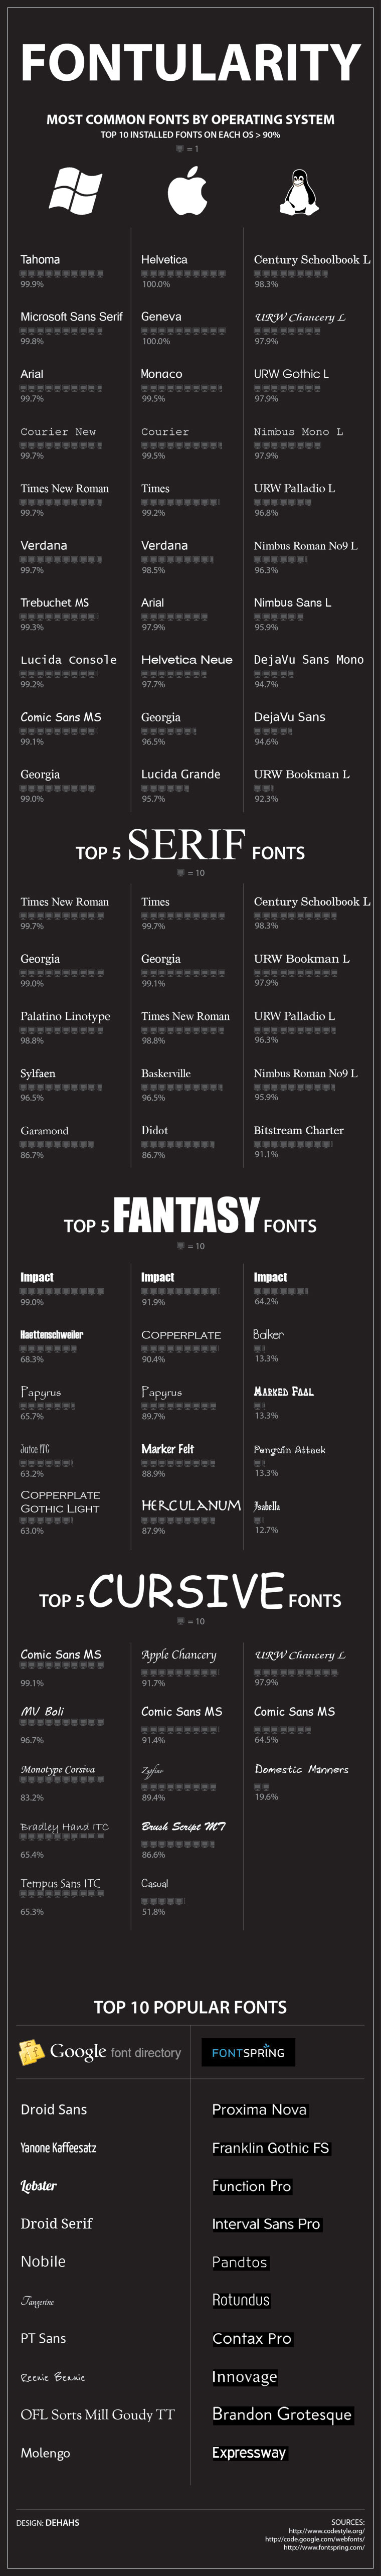 FONTULARITY
MOST COMMON FONTS BY OPERATING SYSTEM
TOP 10 INSTALLED FONTS ON EACH OS > 90%
= 1
Tahoma
99.9%
Helvetica
100.0%
Century Schoolbook L
98.3%
Microsoft Sans Serif
99.8%
Geneva
100.0%
URW Chancery L
97.9%
Arial
99.7%
Monaco
99.5%
URW Gothic L
97.9%
Courier New
99.7%
Courier
99.5%
Nimbus Mono L
97.9%
Times New Roman
99.7%
Times
99.2%
URW Palladio L
96.8%
Verdana
99.7%
Verdana
98.5%
Nimbus Roman No9 L
96.3%
Trebuchet MS
99.3%
Arial
97.9%
Nimbus Sans L
95.9%
Lucida Console
99.2%
Helvetica Neue
97.7%
DejaVu Sans Mono
94.7%
Comic Sans MS
99.1%
Georgia
96.5%
DejaVu Sans
94.6%
Georgia
99.0%
Lucida Grande
95.7%
URW Bookman L
92.3%
TOP 5 SERIF FONTS
= 10
Times New Roman
99.7%
Times
99.7%
Century Schoolbook L
98.3%
Georgia
99.0%
Georgia
99.1%
URW Bookman L
97.9%
Palatino Linotype
98.8%
Times New Roman
98.8%
URW Palladio L
96.3%
Sylfaen
96.5%
Baskerville
96.5%
Nimbus Roman No9 L
95.9%
Garamond
86.7%
Didot
86.7%
Bitstream Charter
91.1%
TOP 5 FANTASY FONTS
= 10
Impact
99.0%
Impact
91.9%
Impact
64.2%
Haettenschweiler
68.3%
Copperplate
90.4%
Balker
13.3%
Papyrus
65.7%
Papyrus
89.7%
Marked Fool
13.3%
Juice ITC
63.2%
Marker Felt
88.9%
Penguin Attack
13.3%
Copperplate
Gothic Light
63.0%
HERCULANUM
87.9%
Isabella
12.7%
TOP 5 CURSIVE FONTS
= 10
Comic Sans MS
99.1%
Apple Chancery
91.7%
URW Chancery L
97.9%
MV Boli
96.7%
Comic Sans MS
91.4%
Comic Sans MS
64.5%
Monotype Corsiva
83.2%
Zapfino
89.4%
Domestic Manners
19.6%
Bradley Hand ITC
65.4%
Brush Script MT
86.6%
Tempus Sans ITC
65.3%
Casual
51.8%
TOP 10 POPULAR FONTS
Google font directory
FONTSPRING
Droid Sans
Proxima Nova
Yanone Kaffeesatz
Franklin Gothic FS
Lobster
Function Pro
Droid Serif
Interval Sans Pro
Nobile
Pandtos
Tangerine
Rotundus
PT Sans
Contax Pro
Reenie Beanie
Innovage
OFL Sorts Mill Goudy TT
Brandon Grotesque
Molengo
Expressway
DESIGN: DEHAHS
SOURCES:
http://www.codestyle.org/
http://code.google.com/webfonts/
http://www.fontspring.com/